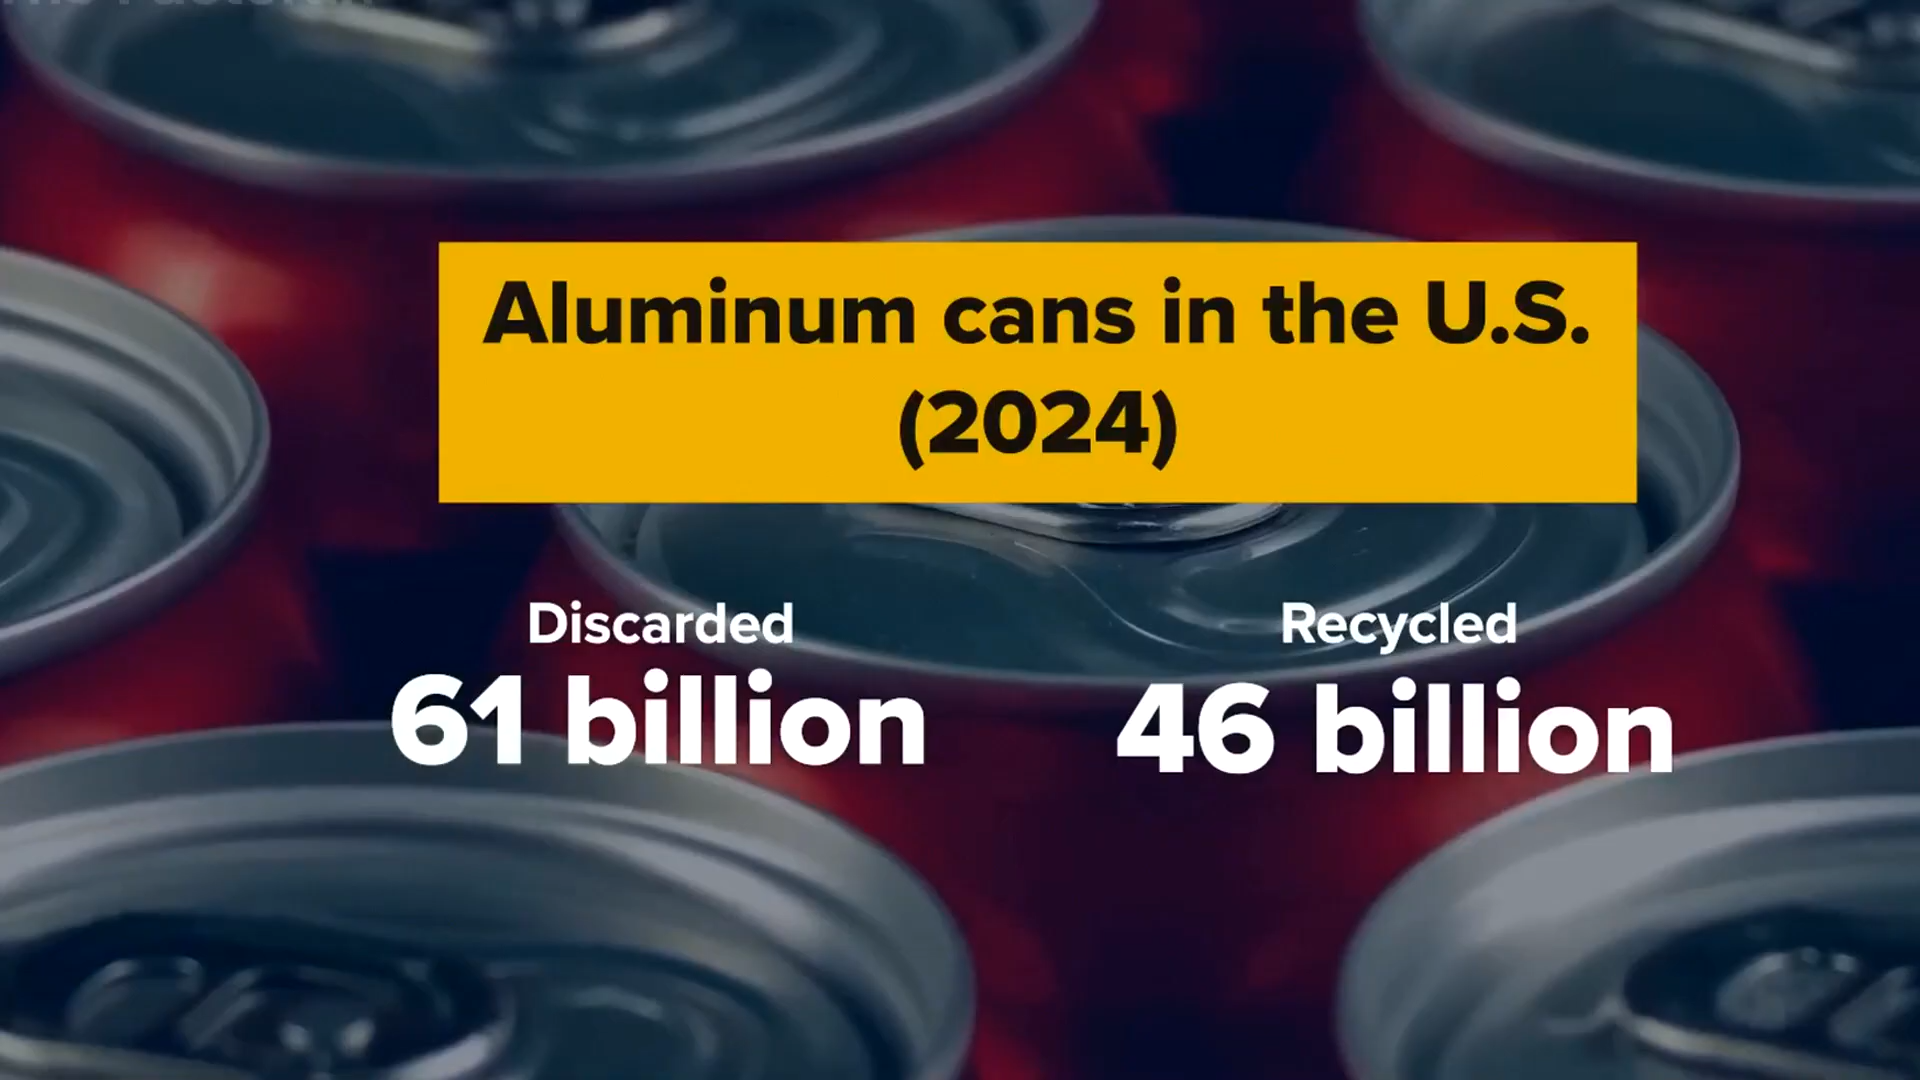 Aluminum cans in the U.S.
(2024)
Discarded
61 billion
Recycled
46 billion